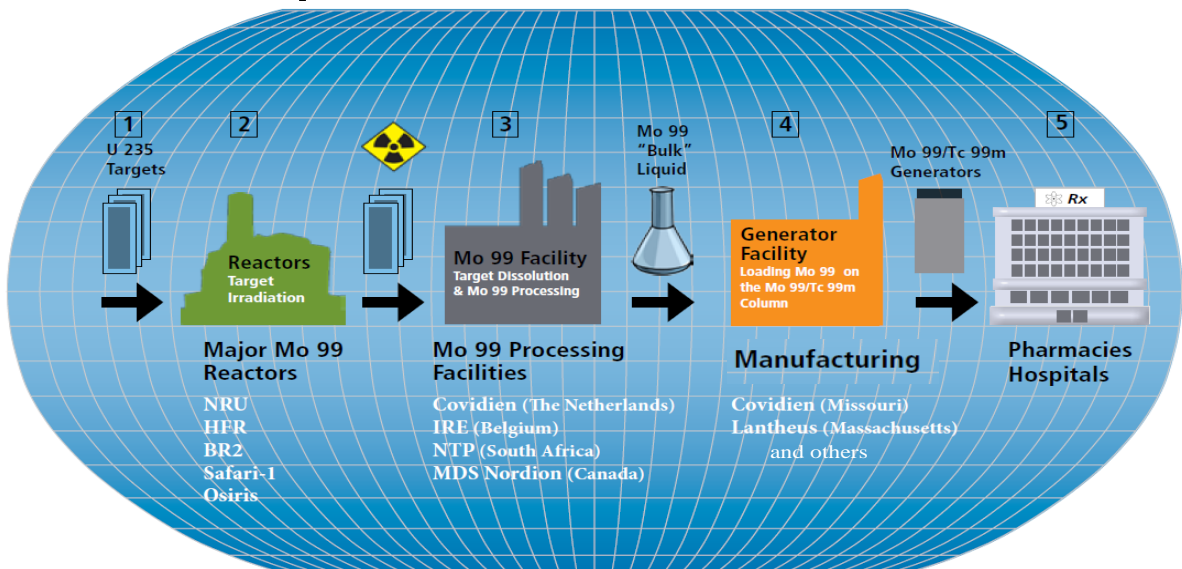 1
U 235
Targets
2
3
Mo 99
“Bulk”
Liquid
4
Mo 99/Tc 99m
Generators
5
Rx
Reactors
Target
Irradiation
Mo 99 Facility
Target Dissolution
& Mo 99 Processing
Generator
Facility
Loading Mo 99 on
the Mo 99/Tc 99m
Column
Major Mo 99
Reactors
NRU
HFR
BR2
Safari-1
Osiris
Mo 99 Processing
Facilities
Covidien (The Netherlands)
IRE (Belgium)
NTP (South Africa)
MDS Nordion (Canada)
Manufacturing
Covidien (Missouri)
Lantheus (Massachusetts)
and others
Pharmacies
Hospitals